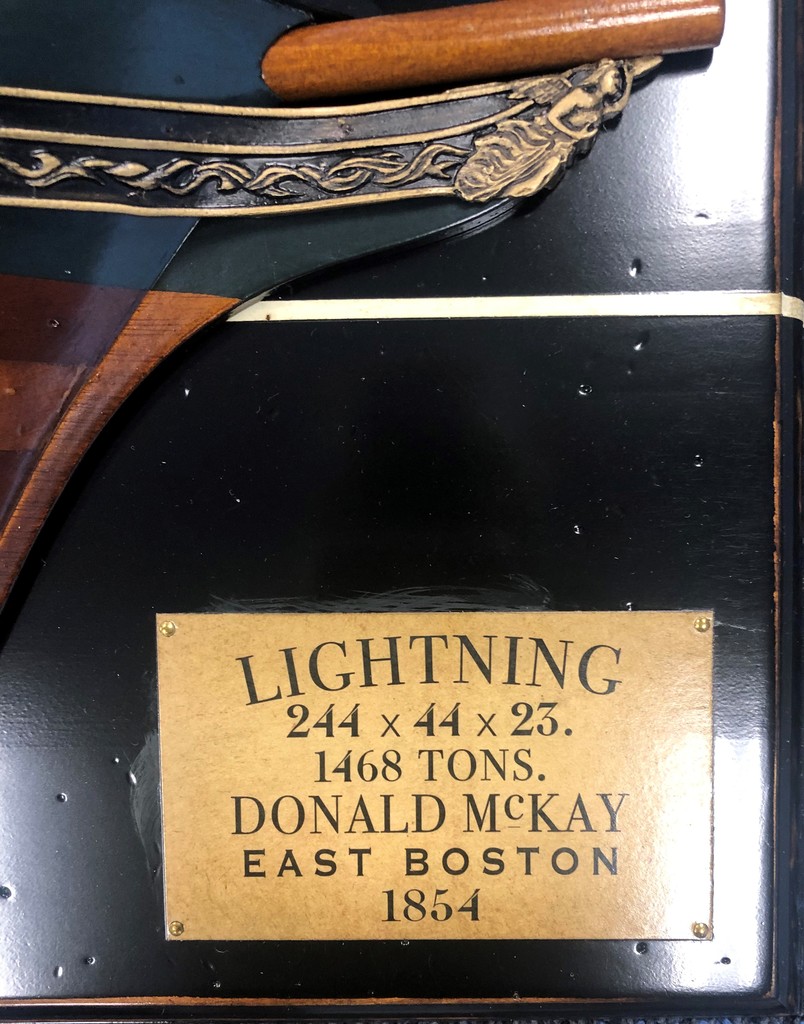 LIGHTNING
244 x 44 x 23.
1468 TONS.
DONALD McKAY
EAST BOSTON
1854